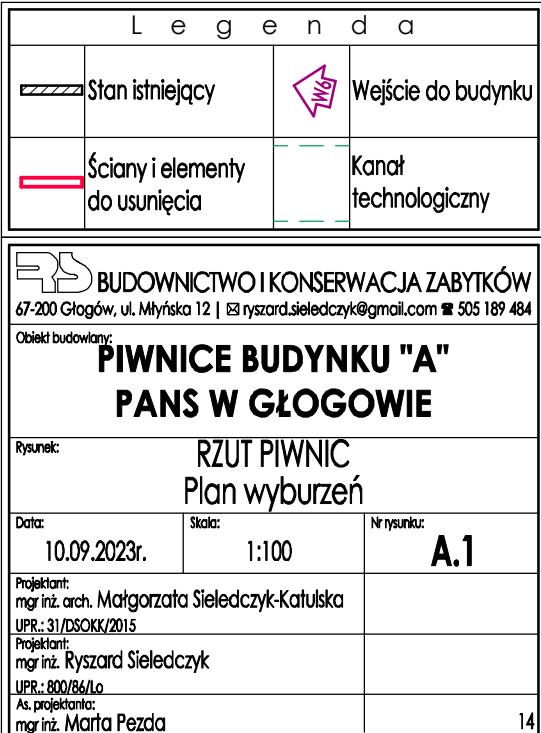 L e g e n d a
Stan istniejący
W6
Wejście do budynku
Ściany i elementy
do usunięcia
Kanał
technologiczny
RS BUDOWNICTWO I KONSERWACJA ZABYTKÓW
67-200 Głogów, ul. Młyńska 12 | ✉ ryszard.sieledczyk@gmail.com ☎ 505 189 484
Obiekt budowlany:
PIWNICE BUDYNKU "A"
PANS W GŁOGOWIE
Rysunek:
RZUT PIWNIC
Plan wyburzeń
Data:
10.09.2023r.
Skala:
1:100
Nr rysunku:
A.1
Projektant:
mgr inż. arch. Małgorzata Sieledczyk-Katulska
UPR.: 31/DSOKK/2015
Projektant:
mgr inż. Ryszard Sieledczyk
UPR.: 800/86/Lo
As. projektanta:
mgr inż. Marta Pezda
14